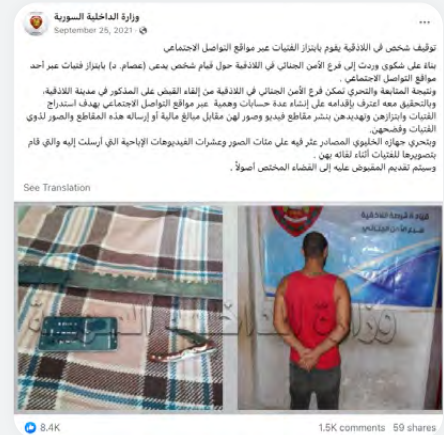 وزارة الداخلية السورية
September 25, 2021 ·
توقيف شخص في اللاذقية يقوم بابتزاز الفتيات عبر مواقع التواصل الاجتماعي
بناءً على شكوى وردت إلى فرع الأمن الجنائي في اللاذقية حول قيام شخص يدعى (عصام. د) بابتزاز فتيات عبر أحد
مواقع التواصل الاجتماعي .
ونتيجة المتابعة والتحري تمكن فرع الأمن الجنائي في اللاذقية من إلقاء القبض على المذكور في مدينة اللاذقية،
وبالتحقيق معه اعترف بإقدامه على إنشاء عدة حسابات وهمية عبر مواقع التواصل الاجتماعي بهدف استدراج
الفتيات وابتزازهن وتهديدهن بنشر مقاطع فيديو وصور لهن مقابل مبالغ مالية أو إرساله هذه المقاطع والصور لذوي
الفتيات وفضحهن.
وبتحري جهازه الخليوي المصادر عثر فيه على مئات الصور وعشرات الفيديوهات الإباحية التي أرسلت إليه والتي قام
بتصويرها للفتيات أثناء لقائه بهن .
وسيتم تقديم المقبوض عليه إلى القضاء المختص أصولاً .
See Translation
وزارة الداخلية السورية
8.4K
1.5K comments 59 shares